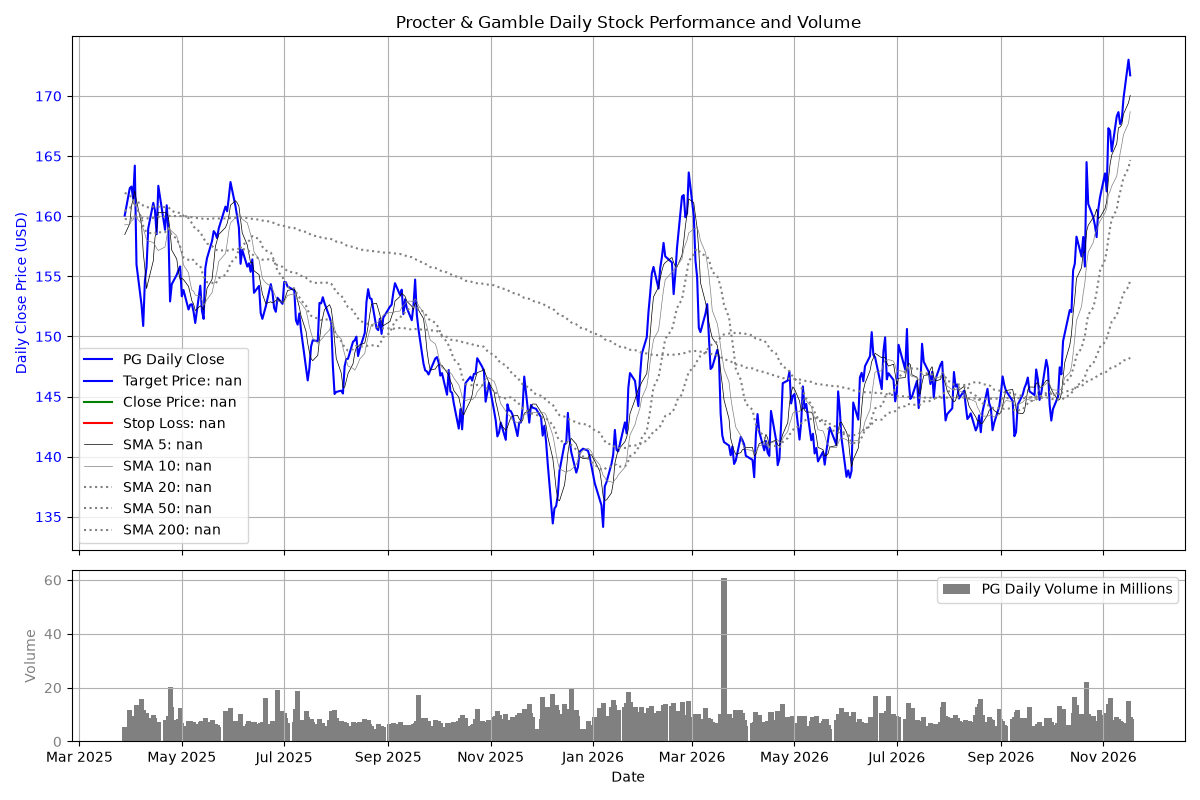 Procter & Gamble Daily Stock Performance and Volume
Daily Close Price (USD)
170
165
160
155
150
145
140
135
PG Daily Close
Target Price: nan
Close Price: nan
Stop Loss: nan
SMA 5: nan
SMA 10: nan
SMA 20: nan
SMA 50: nan
SMA 200: nan
Volume
60
40
20
0
PG Daily Volume in Millions
Mar 2025
May 2025
Jul 2025
Sep 2025
Nov 2025
Jan 2026
Mar 2026
May 2026
Jul 2026
Sep 2026
Nov 2026
Date